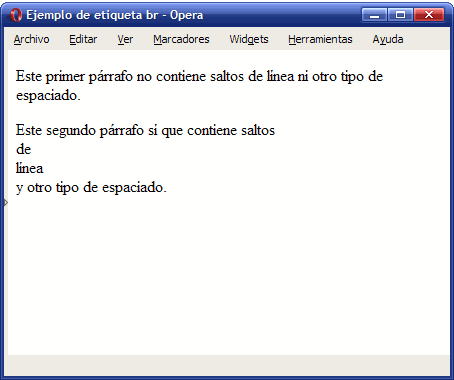 Ejemplo de etiqueta br - Opera
Archivo Editar Ver Marcadores Widgets Herramientas Ayuda
Este primer párrafo no contiene saltos de línea ni otro tipo de
espaciado.
Este segundo párrafo sí que contiene saltos
de
línea
y otro tipo de espaciado.